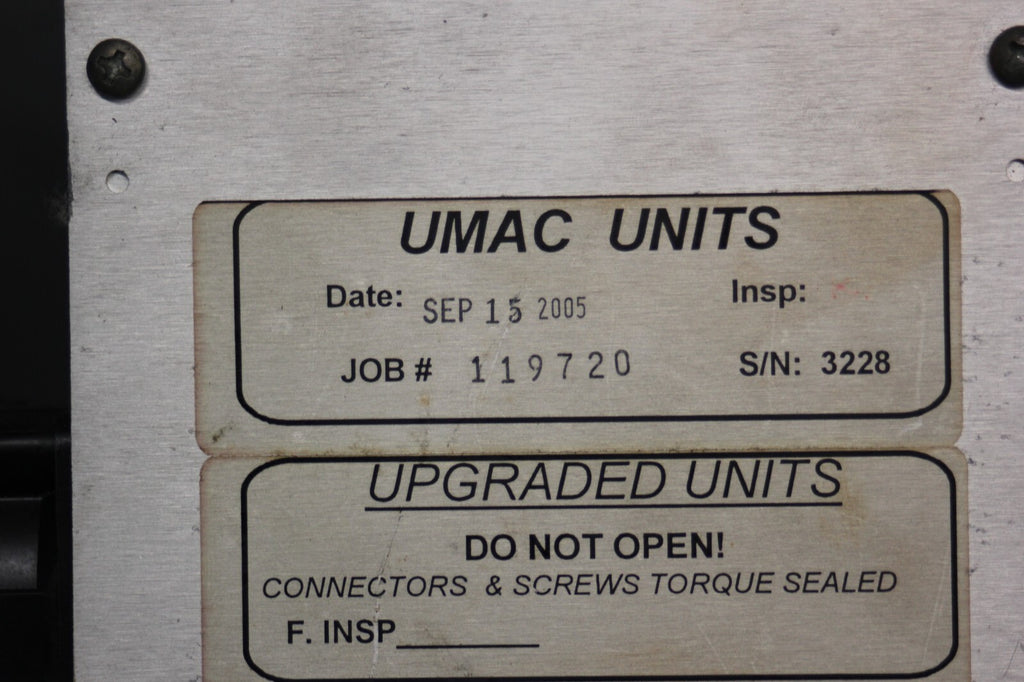 UMAC UNITS
Date: SEP 15 2005 Insp:
JOB # 119720 S/N: 3228
UPGRADED UNITS
DO NOT OPEN!
CONNECTORS & SCREWS TORQUE SEALED
F. INSP